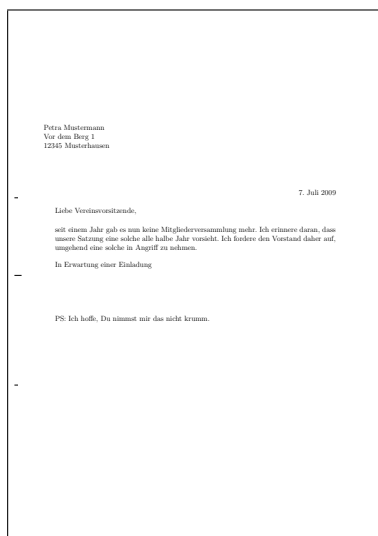 Petra Mustermann
Vor dem Berg 1
12345 Musterhausen
7. Juli 2009
Liebe Vereinsvorsitzende,
seit einem Jahr gab es nun keine Mitgliederversammlung mehr. Ich erinnere daran, dass
unsere Satzung eine solche alle halbe Jahr vorsieht. Ich fordere den Vorstand daher auf,
umgehend eine solche in Angriff zu nehmen.
In Erwartung einer Einladung
PS: Ich hoffe, Du nimmst mir das nicht krumm.